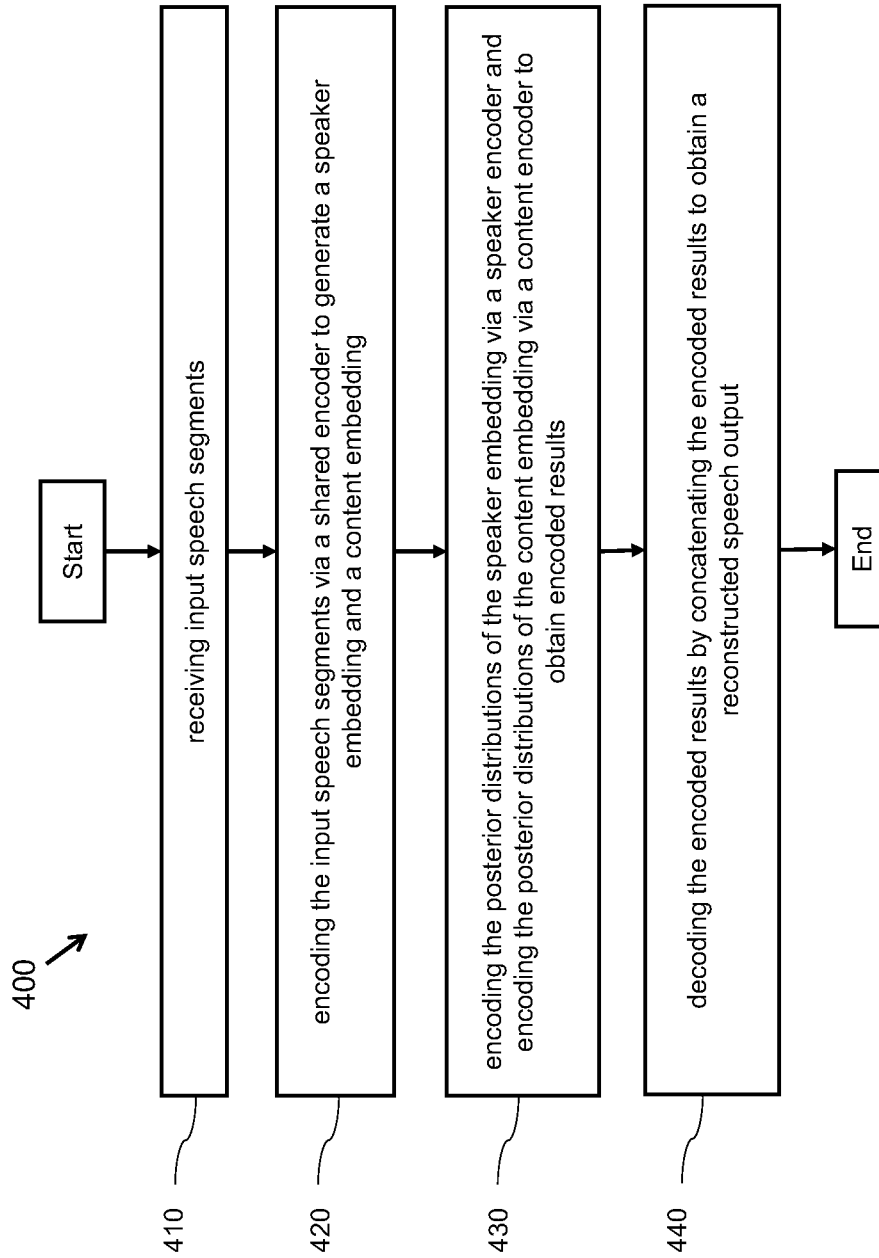 400
Start
410
receiving input speech segments
420
encoding the input speech segments via a shared encoder to generate a speaker
embedding and a content embedding
430
encoding the posterior distributions of the speaker embedding via a speaker encoder and
encoding the posterior distributions of the content embedding via a content encoder to
obtain encoded results
440
decoding the encoded results by concatenating the encoded results to obtain a
reconstructed speech output
End